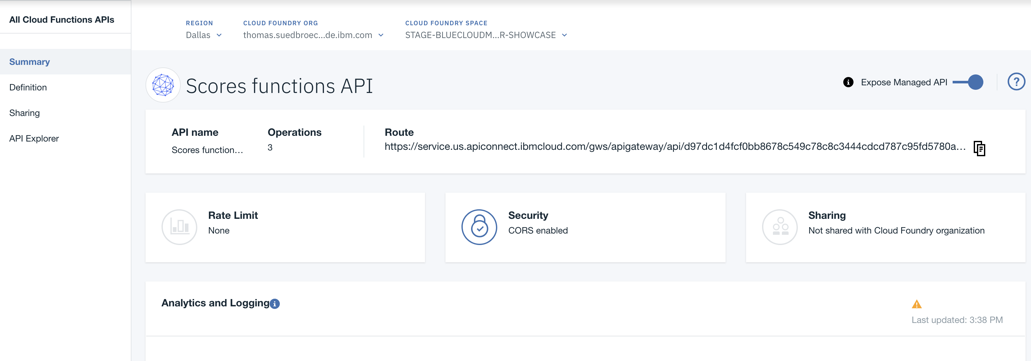 All Cloud Functions APIs
REGION
Dallas
CLOUD FOUNDRY ORG
thomas.suedbroec...de.ibm.com
CLOUD FOUNDRY SPACE
STAGE-BLUECLOUDM...R-SHOWCASE
Summary
Definition
Sharing
API Explorer
Scores functions API
Expose Managed API
API name
Scores function...
Operations
3
Route
https://service.us.apiconnect.ibmcloud.com/gws/apigateway/api/d97dc1d4fcf0bb8678c549c78c8c3444cdcd787c95fd5780a...
Rate Limit
None
Security
CORS enabled
Sharing
Not shared with Cloud Foundry organization
Analytics and Logging
Last updated: 3:38 PM